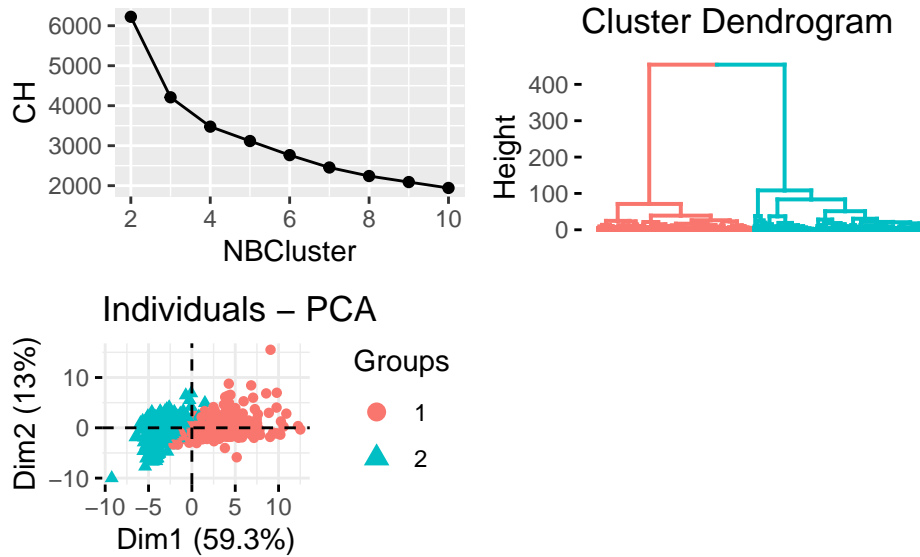 6000
5000
4000
3000
2000
CH
2 4 6 8 10
NBCluster
Cluster Dendrogram
400
300
200
100
0
Height
Individuals − PCA
10
0
−10
Dim2 (13%)
−10 −5 0 5 10
Dim1 (59.3%)
Groups
1
2